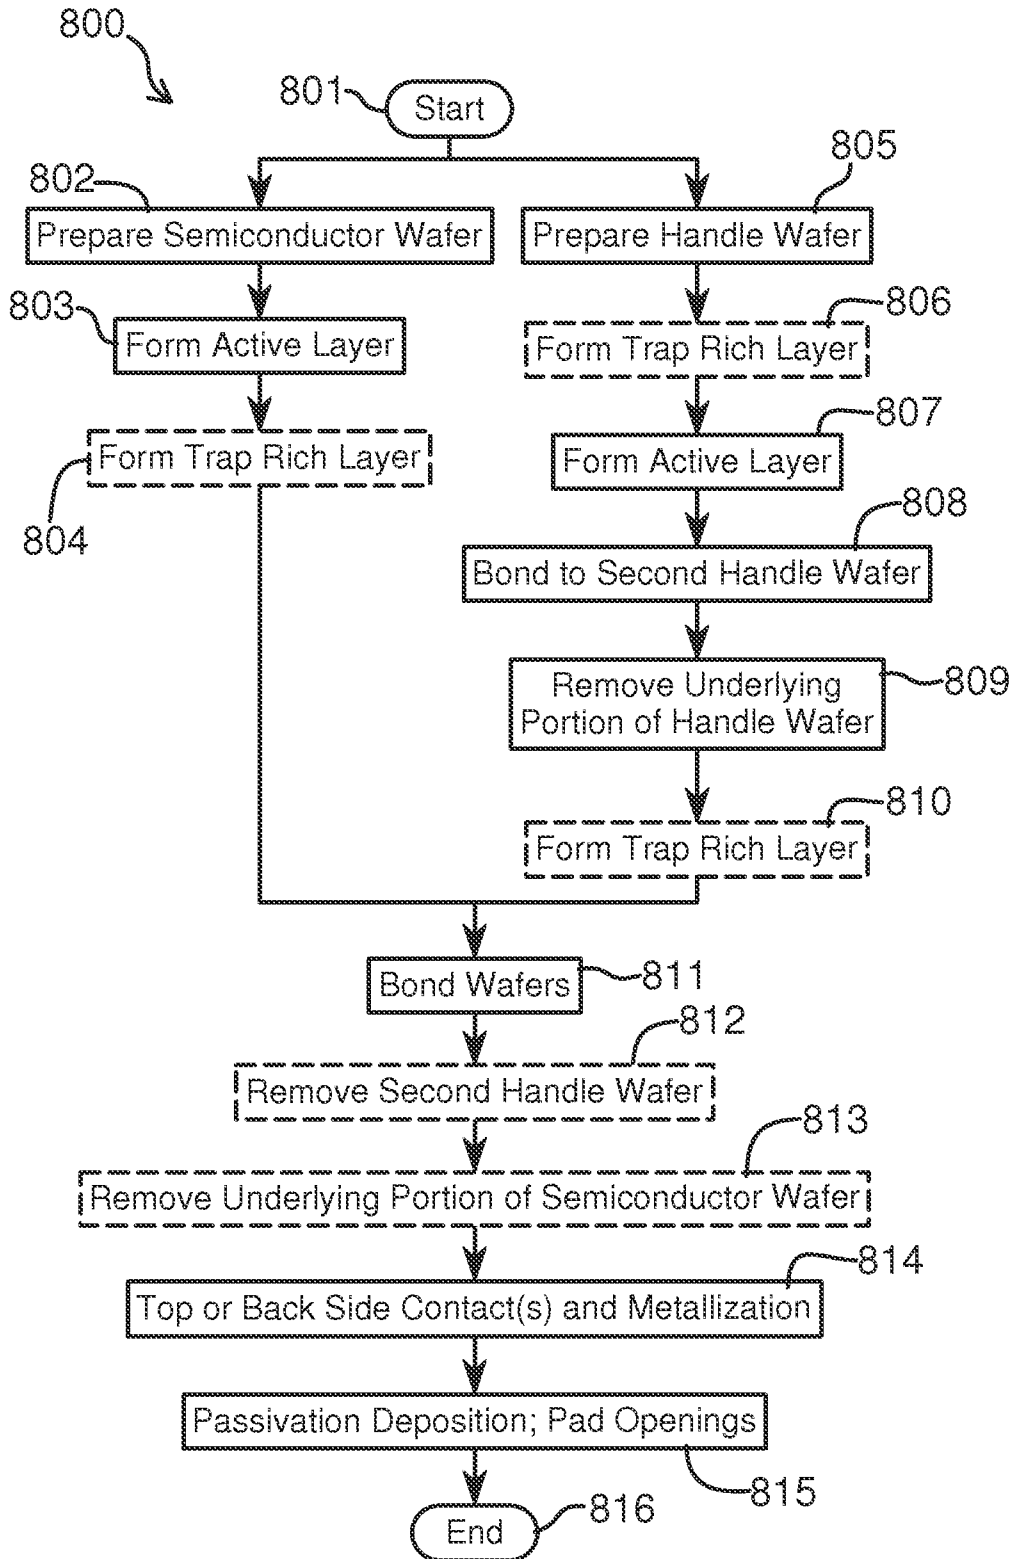 800
801
Start
802
Prepare Semiconductor Wafer
805
Prepare Handle Wafer
803
Form Active Layer
806
Form Trap Rich Layer
804
Form Trap Rich Layer
807
Form Active Layer
808
Bond to Second Handle Wafer
809
Remove Underlying
Portion of Handle Wafer
810
Form Trap Rich Layer
811
Bond Wafers
812
Remove Second Handle Wafer
813
Remove Underlying Portion of Semiconductor Wafer
814
Top or Back Side Contact(s) and Metallization
Passivation Deposition; Pad Openings
815
End
816